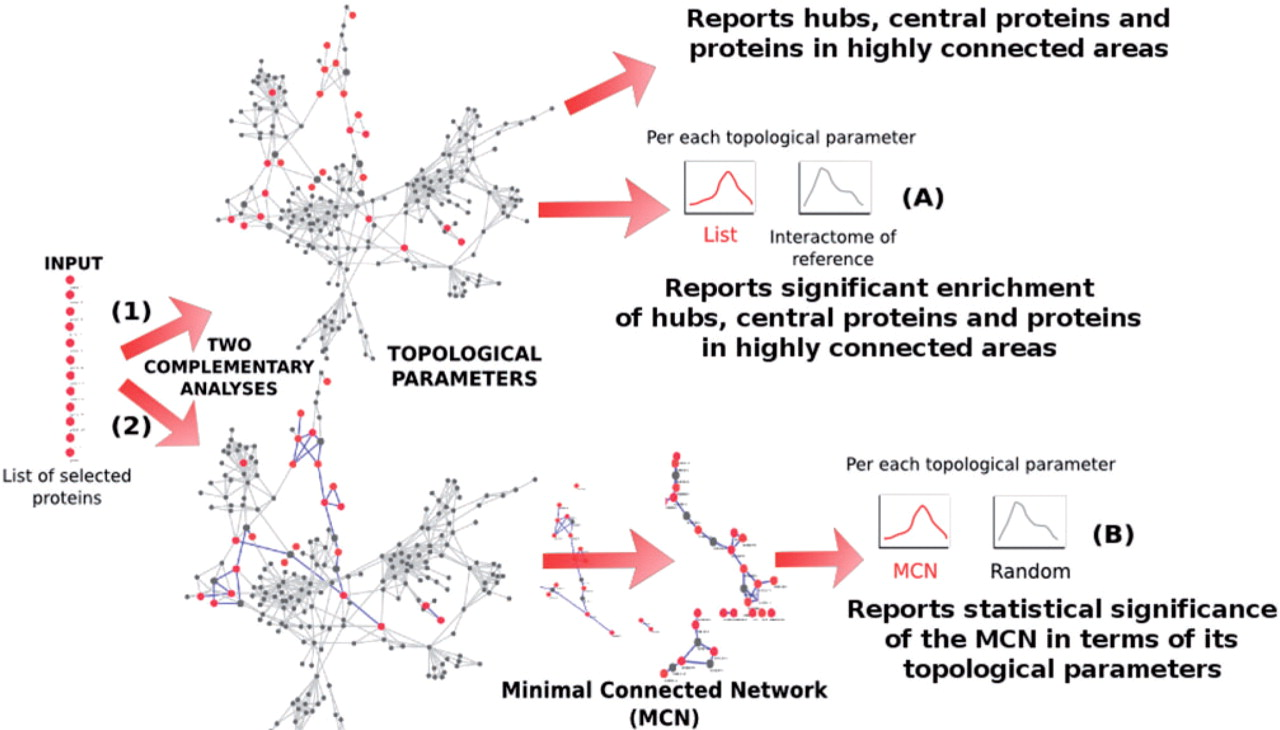 Reports hubs, central proteins and
proteins in highly connected areas
Per each topological parameter
(A)
List
Interactome of
reference
Reports significant enrichment
of hubs, central proteins and proteins
in highly connected areas
INPUT
(1)
TWO
COMPLEMENTARY
ANALYSES
(2)
List of selected
proteins
TOPOLOGICAL
PARAMETERS
Minimal Connected Network
(MCN)
Per each topological parameter
(B)
MCN
Random
Reports statistical significance
of the MCN in terms of its
topological parameters